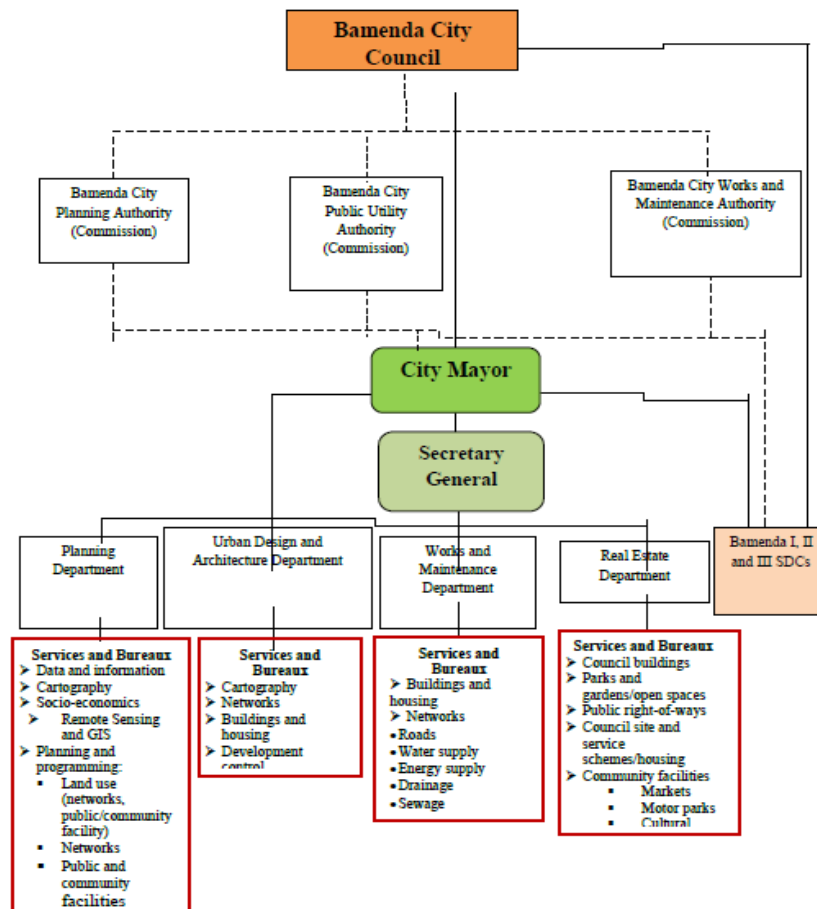 Bamenda City
Council
Bamenda City
Planning Authority
(Commission)
Bamenda City
Public Utility
Authority
(Commission)
Bamenda City Works and
Maintenance Authority
(Commission)
City Mayor
Secretary
General
Planning
Department
Urban Design and
Architecture Department
Works and
Maintenance
Department
Real Estate
Department
Bamenda I, II
and III SDCs
Services and Bureaux
➢ Data and information
➢ Cartography
➢ Socio-economics
➢ Remote Sensing
and GIS
➢ Planning and
programming:
▪ Land use
(networks,
public/community
facility)
▪ Networks
▪ Public and
community
facilities
Services and
Bureaux
➢ Cartography
➢ Networks
➢ Buildings and
housing
➢ Development
control
Services and
Bureaux
➢ Buildings and
housing
➢ Networks
• Roads
• Water supply
• Energy supply
• Drainage
• Sewage
Services and Bureaux
➢ Council buildings
➢ Parks and
gardens/open spaces
➢ Public right-of-ways
➢ Council site and
service
schemes/housing
➢ Community facilities
▪ Markets
▪ Motor parks
▪ Cultural